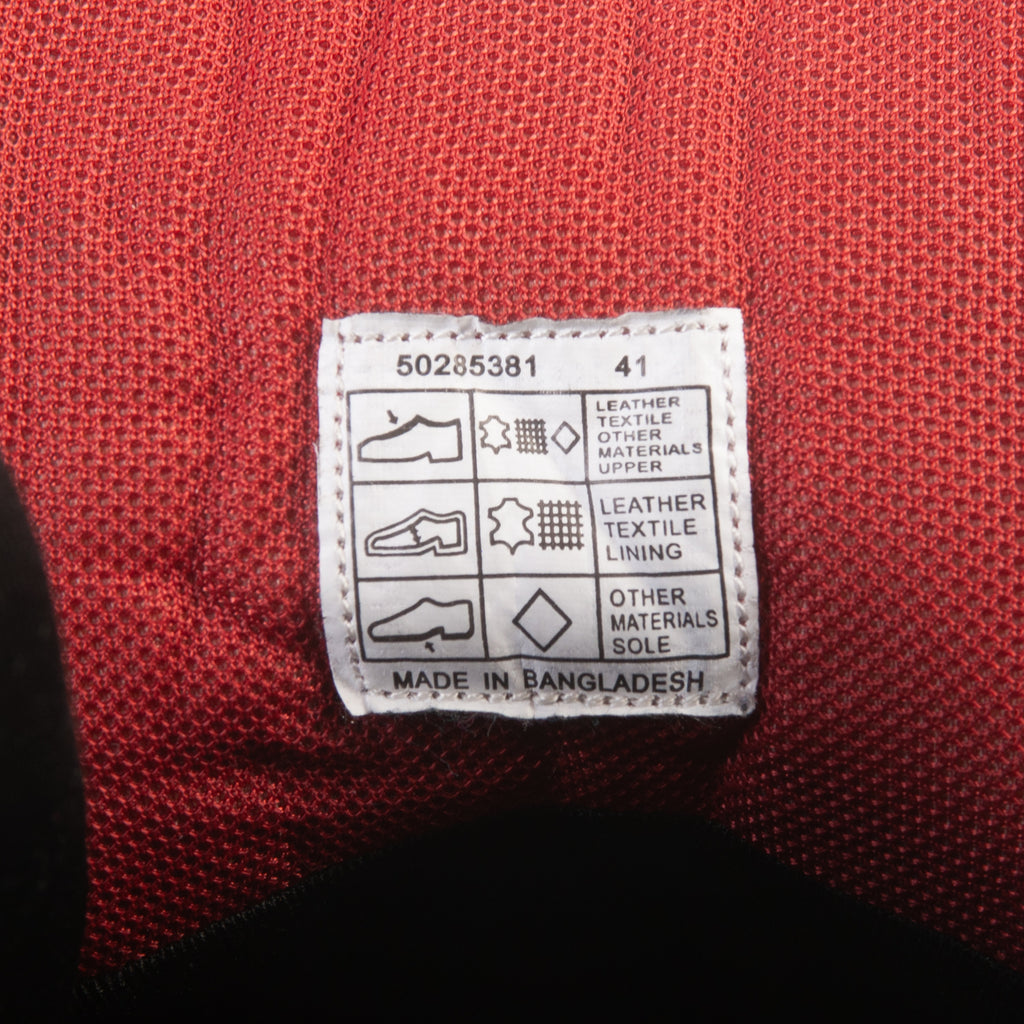 50285381 41
LEATHER
TEXTILE
OTHER
MATERIALS
UPPER
LEATHER
TEXTILE
LINING
OTHER
MATERIALS
SOLE
MADE IN BANGLADESH